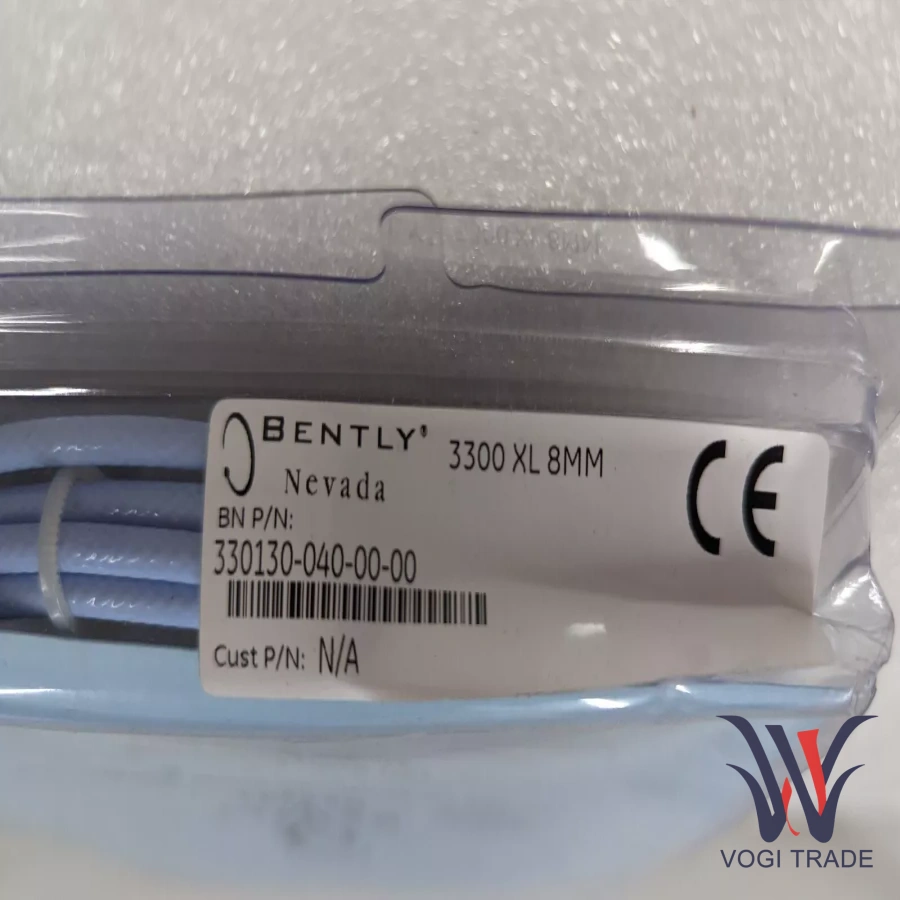 BENTLY®
Nevada
3300 XL 8MM
CE
BN P/N:
330130-040-00-00
Cust P/N: N/A
VOGI TRADE